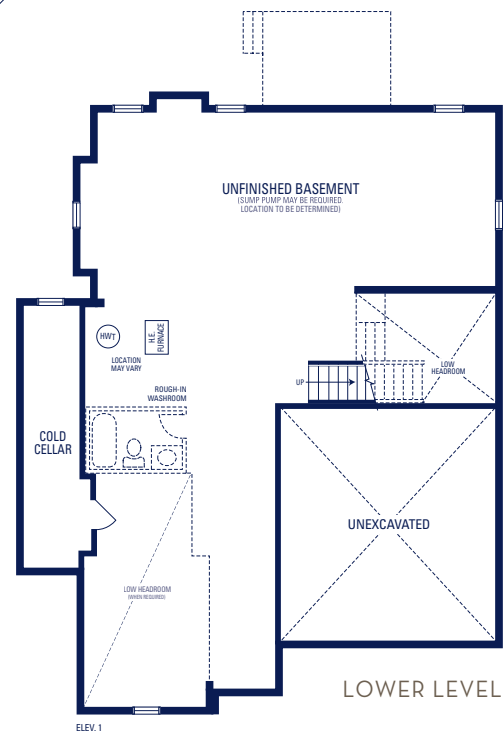 UNFINISHED BASEMENT
(SUMP PUMP MAY BE REQUIRED.
LOCATION TO BE DETERMINED)
HWT
H.E.
FURNACE
LOCATION
MAY VARY
LOW
HEADROOM
UP
ROUGH-IN
WASHROOM
COLD
CELLAR
UNEXCAVATED
LOW HEADROOM
(WHEN REQUIRED)
LOWER LEVEL
ELEV. 1